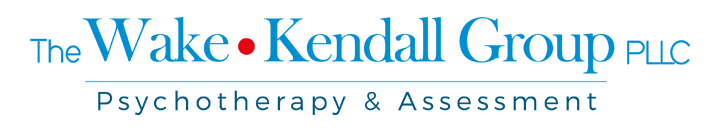 The Wake • Kendall Group PLLC
Psychotherapy & Assessment